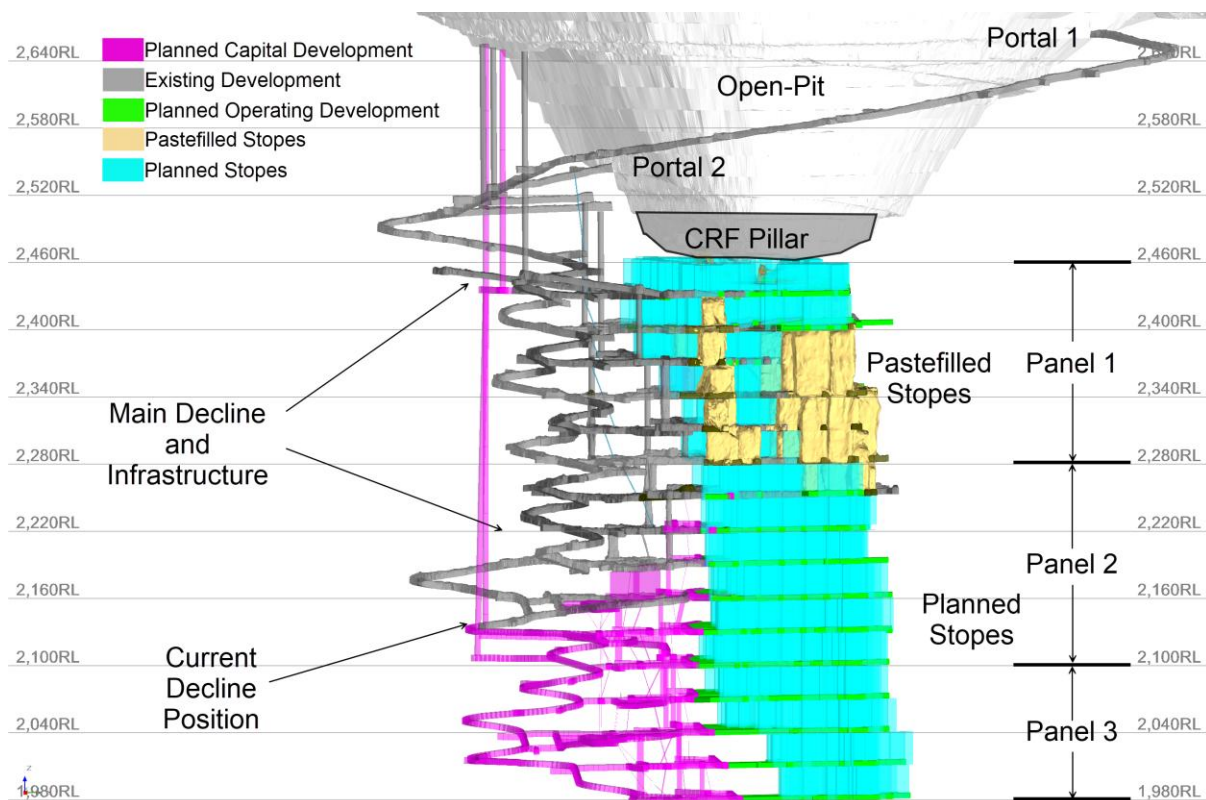 Planned Capital Development
Existing Development
Planned Operating Development
Pastefilled Stopes
Planned Stopes
2,640RL
2,580RL
2,520RL
2,460RL
2,400RL
2,340RL
2,280RL
2,220RL
2,160RL
2,100RL
2,040RL
1,980RL
Portal 1
Open-Pit
Portal 2
CRF Pillar
Main Decline
and
Infrastructure
Current
Decline
Position
Pastefilled
Stopes
Planned
Stopes
Panel 1
Panel 2
Panel 3
2,640RL
2,580RL
2,520RL
2,460RL
2,400RL
2,340RL
2,280RL
2,220RL
2,160RL
2,100RL
2,040RL
1,980RL
z